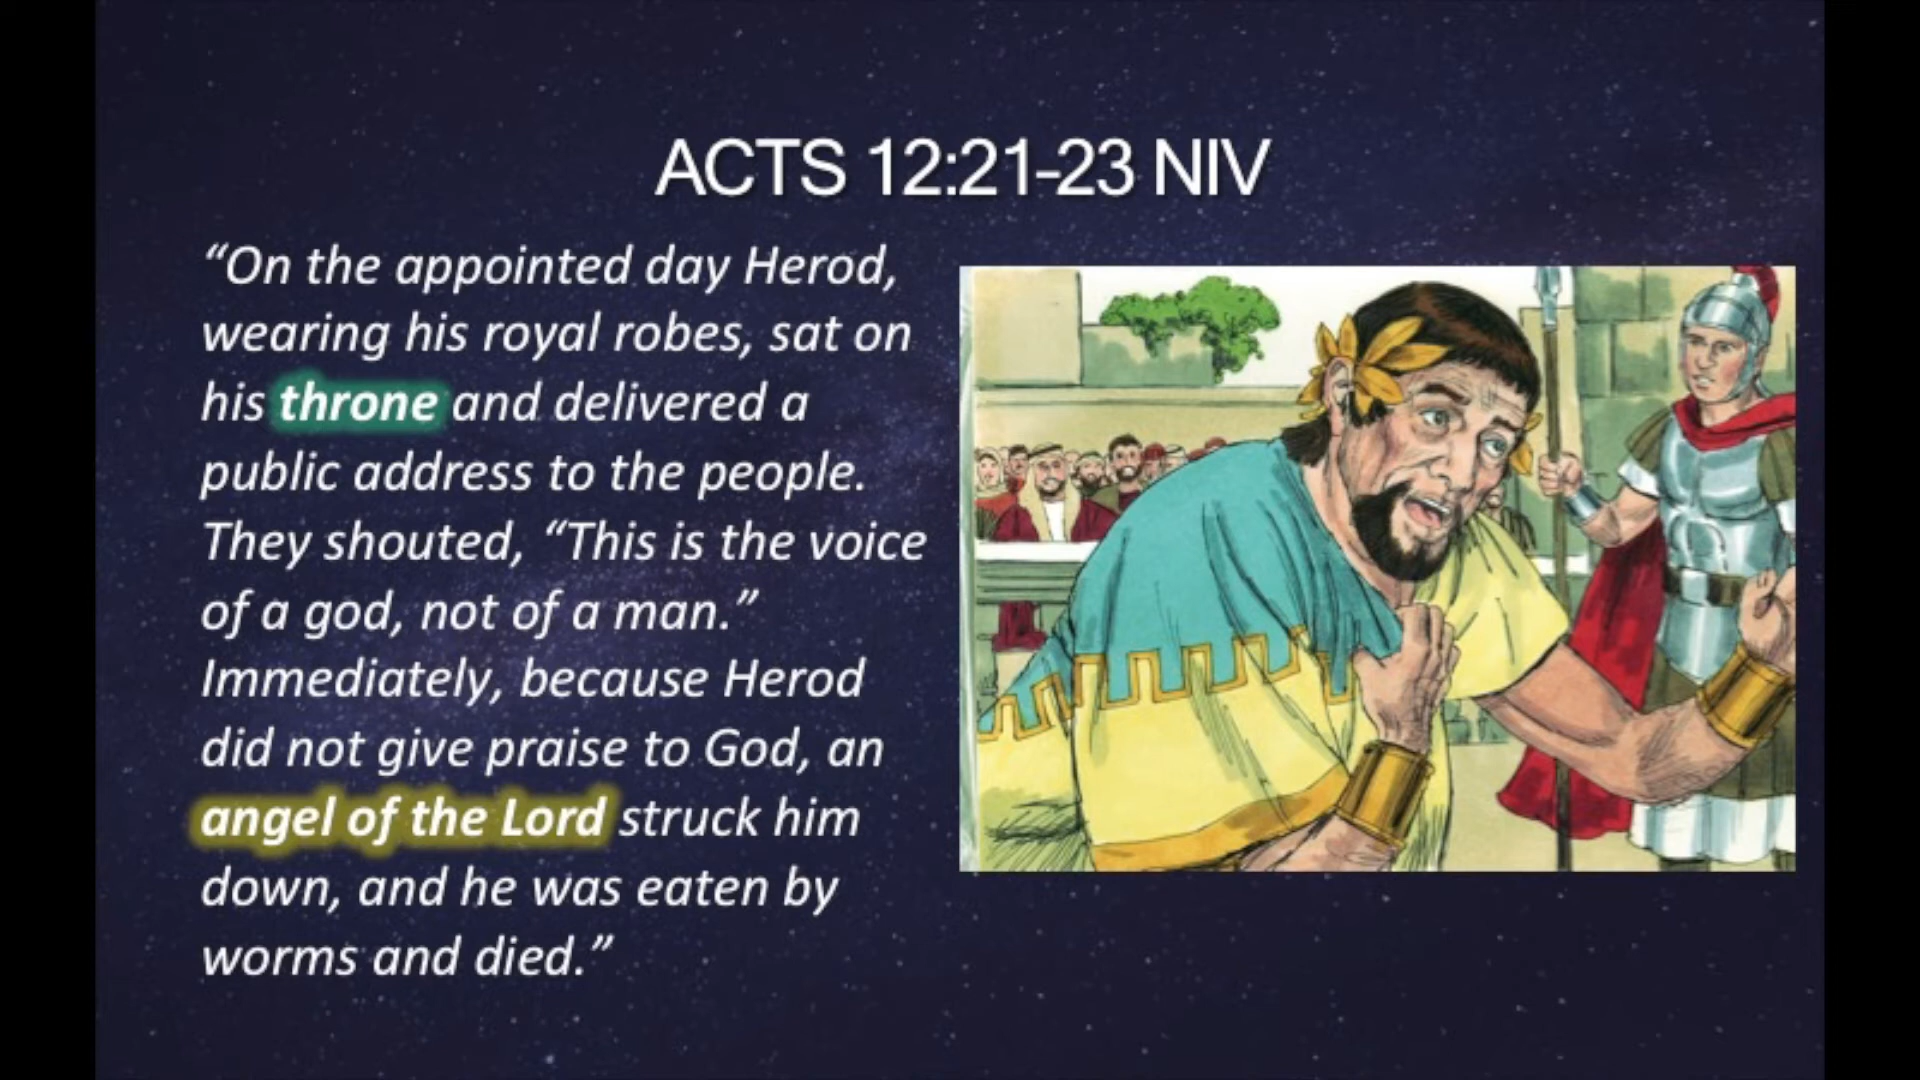 ACTS 12:21-23 NIV
“On the appointed day Herod,
wearing his royal robes, sat on
his throne and delivered a
public address to the people.
They shouted, “This is the voice
of a god, not of a man.”
Immediately, because Herod
did not give praise to God, an
angel of the Lord struck him
down, and he was eaten by
worms and died.”